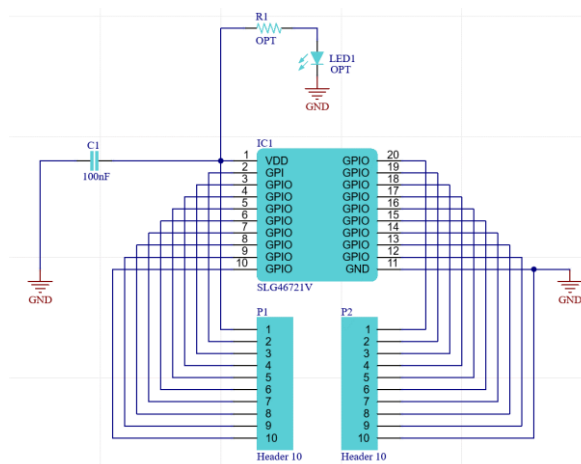 R1
OPT
LED1
OPT
GND
C1
100nF
IC1
1 VDD GPIO 20
2 GPI GPIO 19
3 GPIO GPIO 18
4 GPIO GPIO 17
5 GPIO GPIO 16
6 GPIO GPIO 15
7 GPIO GPIO 14
8 GPIO GPIO 13
9 GPIO GPIO 12
10 GPIO GND 11
SLG46721V
GND
GND
P1
1
2
3
4
5
6
7
8
9
10
Header 10
P2
1
2
3
4
5
6
7
8
9
10
Header 10